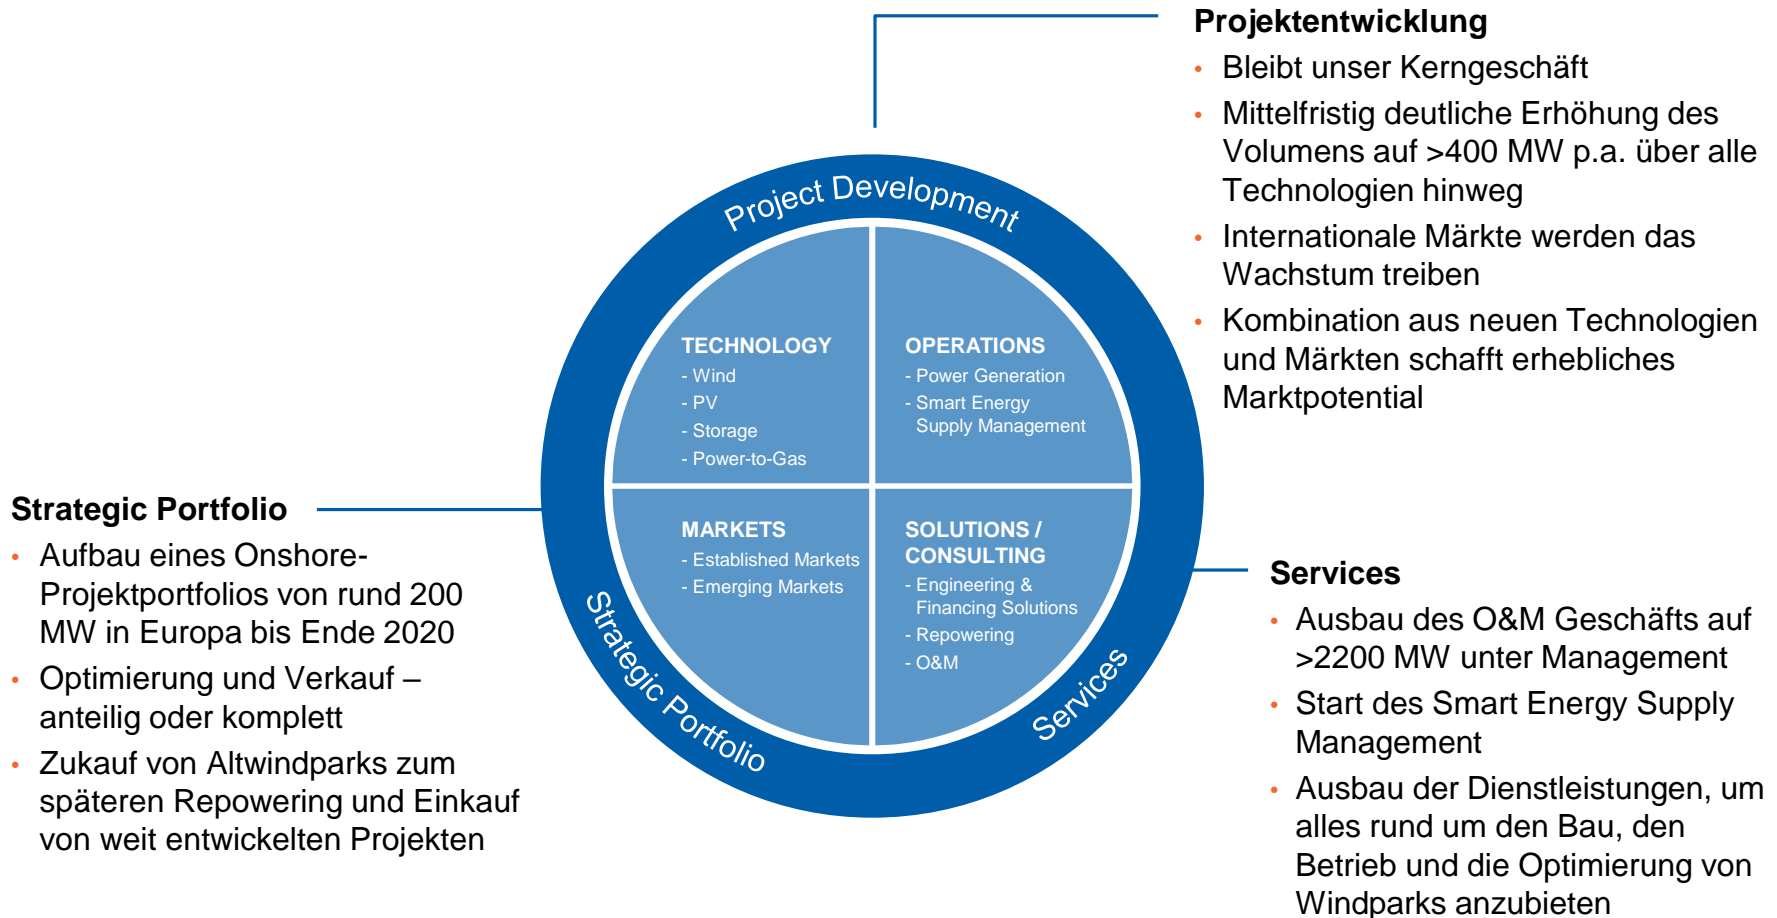 Projektentwicklung
• Bleibt unser Kerngeschäft
• Mittelfristig deutliche Erhöhung des
Volumens auf >400 MW p.a. über alle
Technologien hinweg
• Internationale Märkte werden das
Wachstum treiben
• Kombination aus neuen Technologien
und Märkten schafft erhebliches
Marktpotential
Project Development
TECHNOLOGY
- Wind
- PV
- Storage
- Power-to-Gas
OPERATIONS
- Power Generation
- Smart Energy
Supply Management
MARKETS
- Established Markets
- Emerging Markets
SOLUTIONS /
CONSULTING
- Engineering &
Financing Solutions
- Repowering
- O&M
Strategic Portfolio
Services
Strategic Portfolio
• Aufbau eines Onshore-
Projektportfolios von rund 200
MW in Europa bis Ende 2020
• Optimierung und Verkauf –
anteilig oder komplett
• Zukauf von Altwindparks zum
späteren Repowering und Einkauf
von weit entwickelten Projekten
Services
• Ausbau des O&M Geschäfts auf
>2200 MW unter Management
• Start des Smart Energy Supply
Management
• Ausbau der Dienstleistungen, um
alles rund um den Bau, den
Betrieb und die Optimierung von
Windparks anzubieten